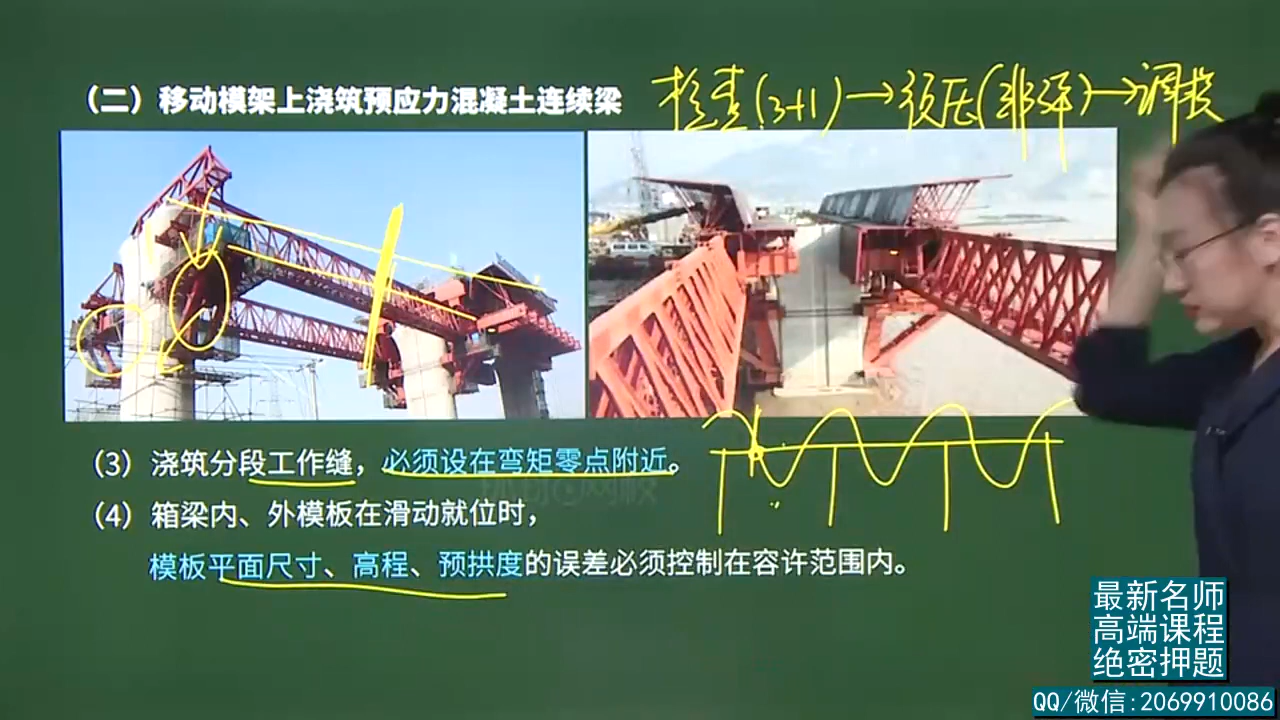 （二）移动模架上浇筑预应力混凝土连续梁
检查(3+1)→预压(非弹)→调整
（3）浇筑分段工作缝，必须设在弯矩零点附近。
（4）箱梁内、外模板在滑动就位时，
模板平面尺寸、高程、预拱度的误差必须控制在容许范围内。
最新名师
高端课程
绝密押题
QQ/微信:2069910086